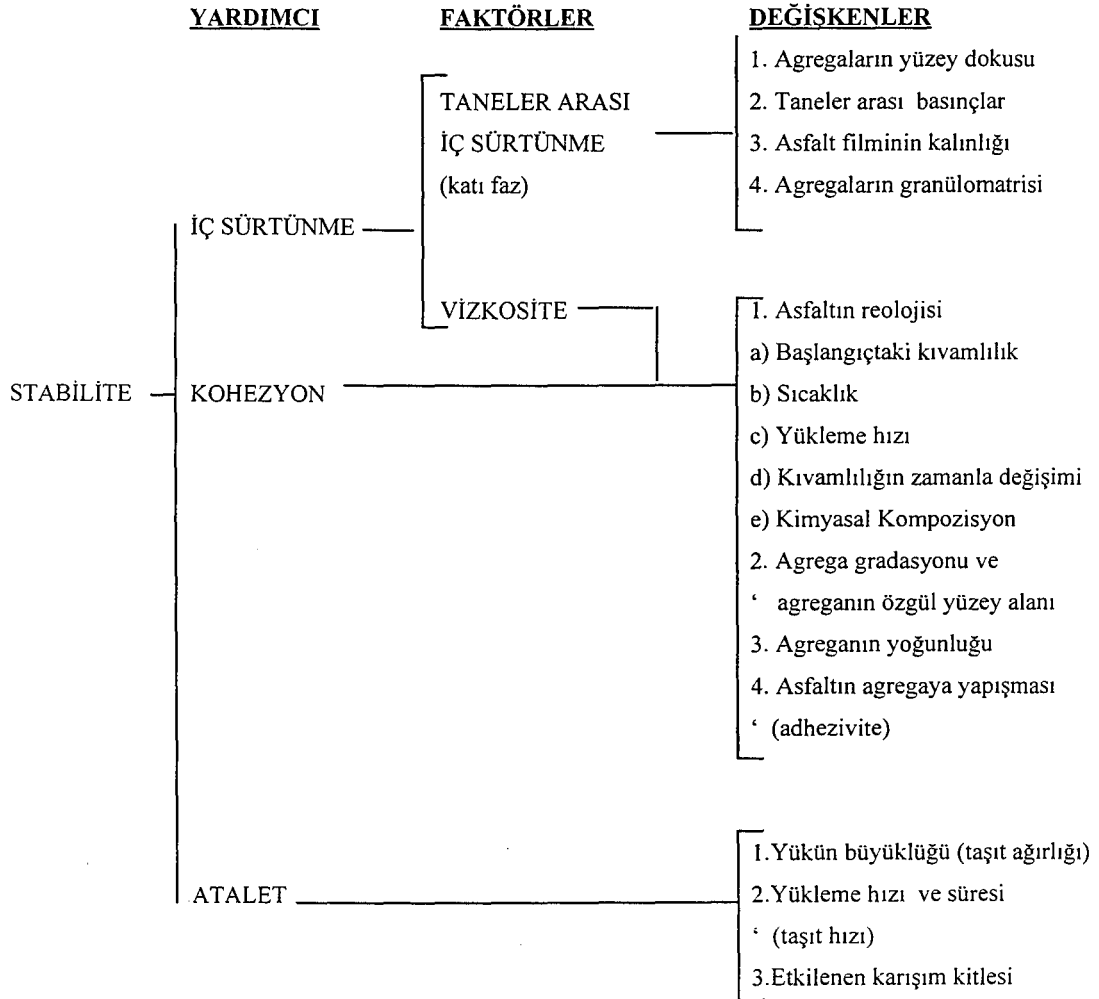 YARDIMCI FAKTÖRLER DEĞİŞKENLER
1. Agregaların yüzey dokusu
2. Taneler arası basınçlar
3. Asfalt filminin kalınlığı
4. Agregaların granülomatrisi
TANELER ARASI
İÇ SÜRTÜNME
(katı faz)
İÇ SÜRTÜNME
VİZKOSİTE
STABİLİTE
KOHEZYON
1. Asfaltın reolojisi
a) Başlangıçtaki kıvamlılık
b) Sıcaklık
c) Yükleme hızı
d) Kıvamlılığın zamanla değişimi
e) Kimyasal Kompozisyon
2. Agrega gradasyonu ve
‘ agreganın özgül yüzey alanı
3. Agreganın yoğunluğu
4. Asfaltın agregaya yapışması
‘ (adhezivite)
ATALET
1.Yükün büyüklüğü (taşıt ağırlığı)
2.Yükleme hızı ve süresi
‘ (taşıt hızı)
3.Etkilenen karışım kitlesi